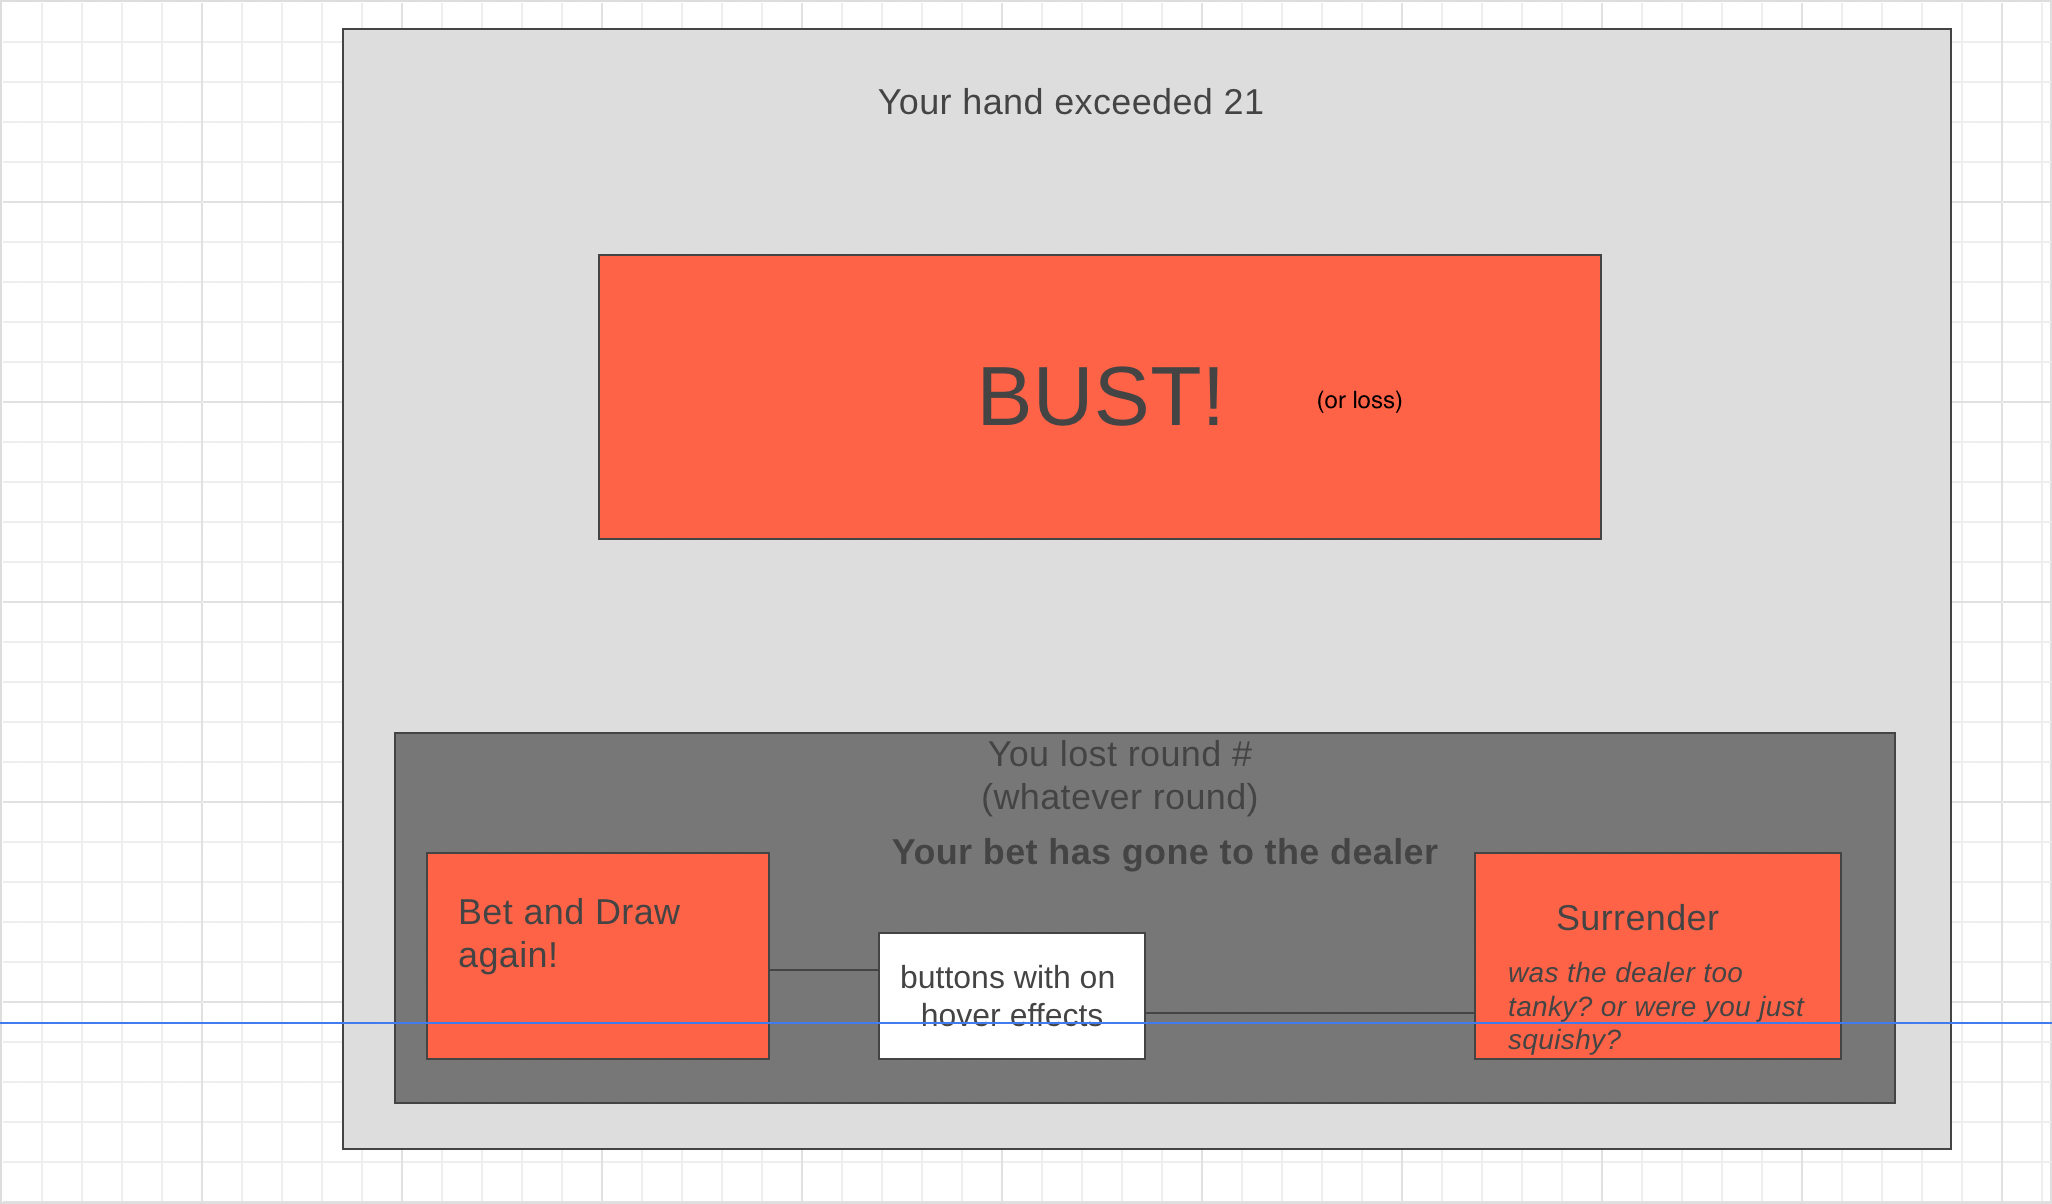 Your hand exceeded 21
BUST!
(or loss)
You lost round #
(whatever round)
Your bet has gone to the dealer
Bet and Draw
again!
buttons with on
hover effects
Surrender
was the dealer too
tanky? or were you just
squishy?